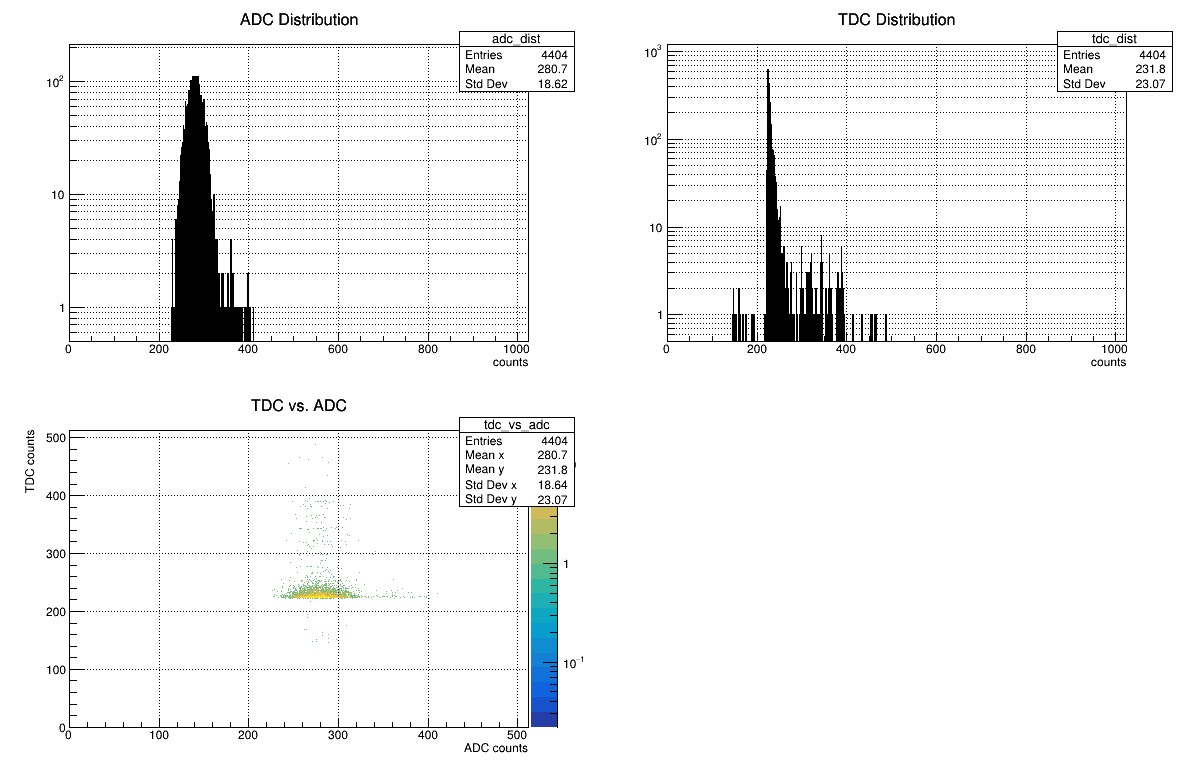 ADC Distribution
adc_dist
Entries 4404
Mean 280.7
Std Dev 18.62
10²
10
1
0 200 400 600 800 1000
counts
TDC Distribution
tdc_dist
Entries 4404
Mean 231.8
Std Dev 23.07
10³
10²
10
1
0 200 400 600 800 1000
counts
TDC vs. ADC
tdc_vs_adc
Entries 4404
Mean x 280.7
Mean y 231.8
Std Dev x 18.64
Std Dev y 23.07
TDC counts
500
400
300
200
100
0
0 100 200 300 400 500
ADC counts
1
10⁻¹